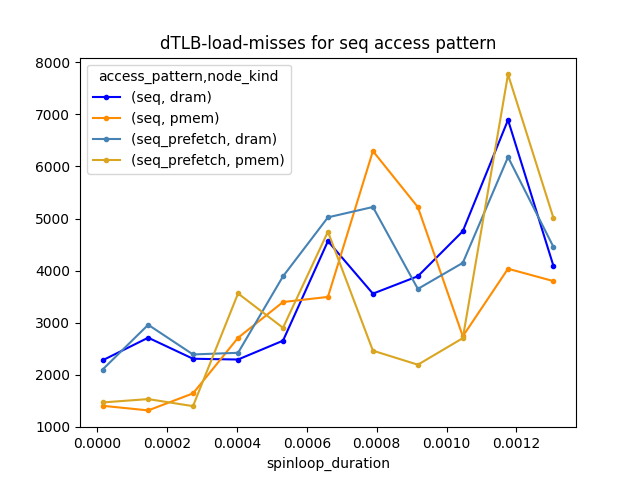 dTLB-load-misses for seq access pattern
access_pattern,node_kind
(seq, dram)
(seq, pmem)
(seq_prefetch, dram)
(seq_prefetch, pmem)
8000
7000
6000
5000
4000
3000
2000
1000
0.0000 0.0002 0.0004 0.0006 0.0008 0.0010 0.0012
spinloop_duration